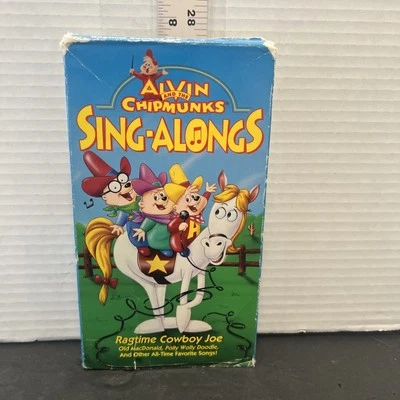 8 28
ALVIN
AND THE
CHIPMUNKS
SING-ALONGS
A
Ragtime Cowboy Joe
Old MacDonald, Polly Wolly Doodle,
And Other All-Time Favorite Songs!